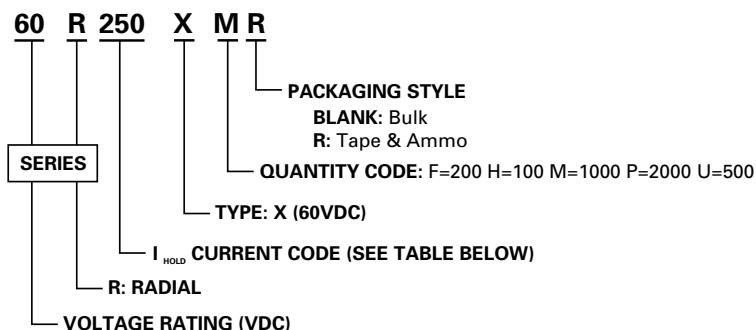 60 R 250 X M R
PACKAGING STYLE
BLANK: Bulk
R: Tape & Ammo
SERIES
QUANTITY CODE: F=200 H=100 M=1000 P=2000 U=500
TYPE: X (60VDC)
I HOLD CURRENT CODE (SEE TABLE BELOW)
R: RADIAL
VOLTAGE RATING (VDC)